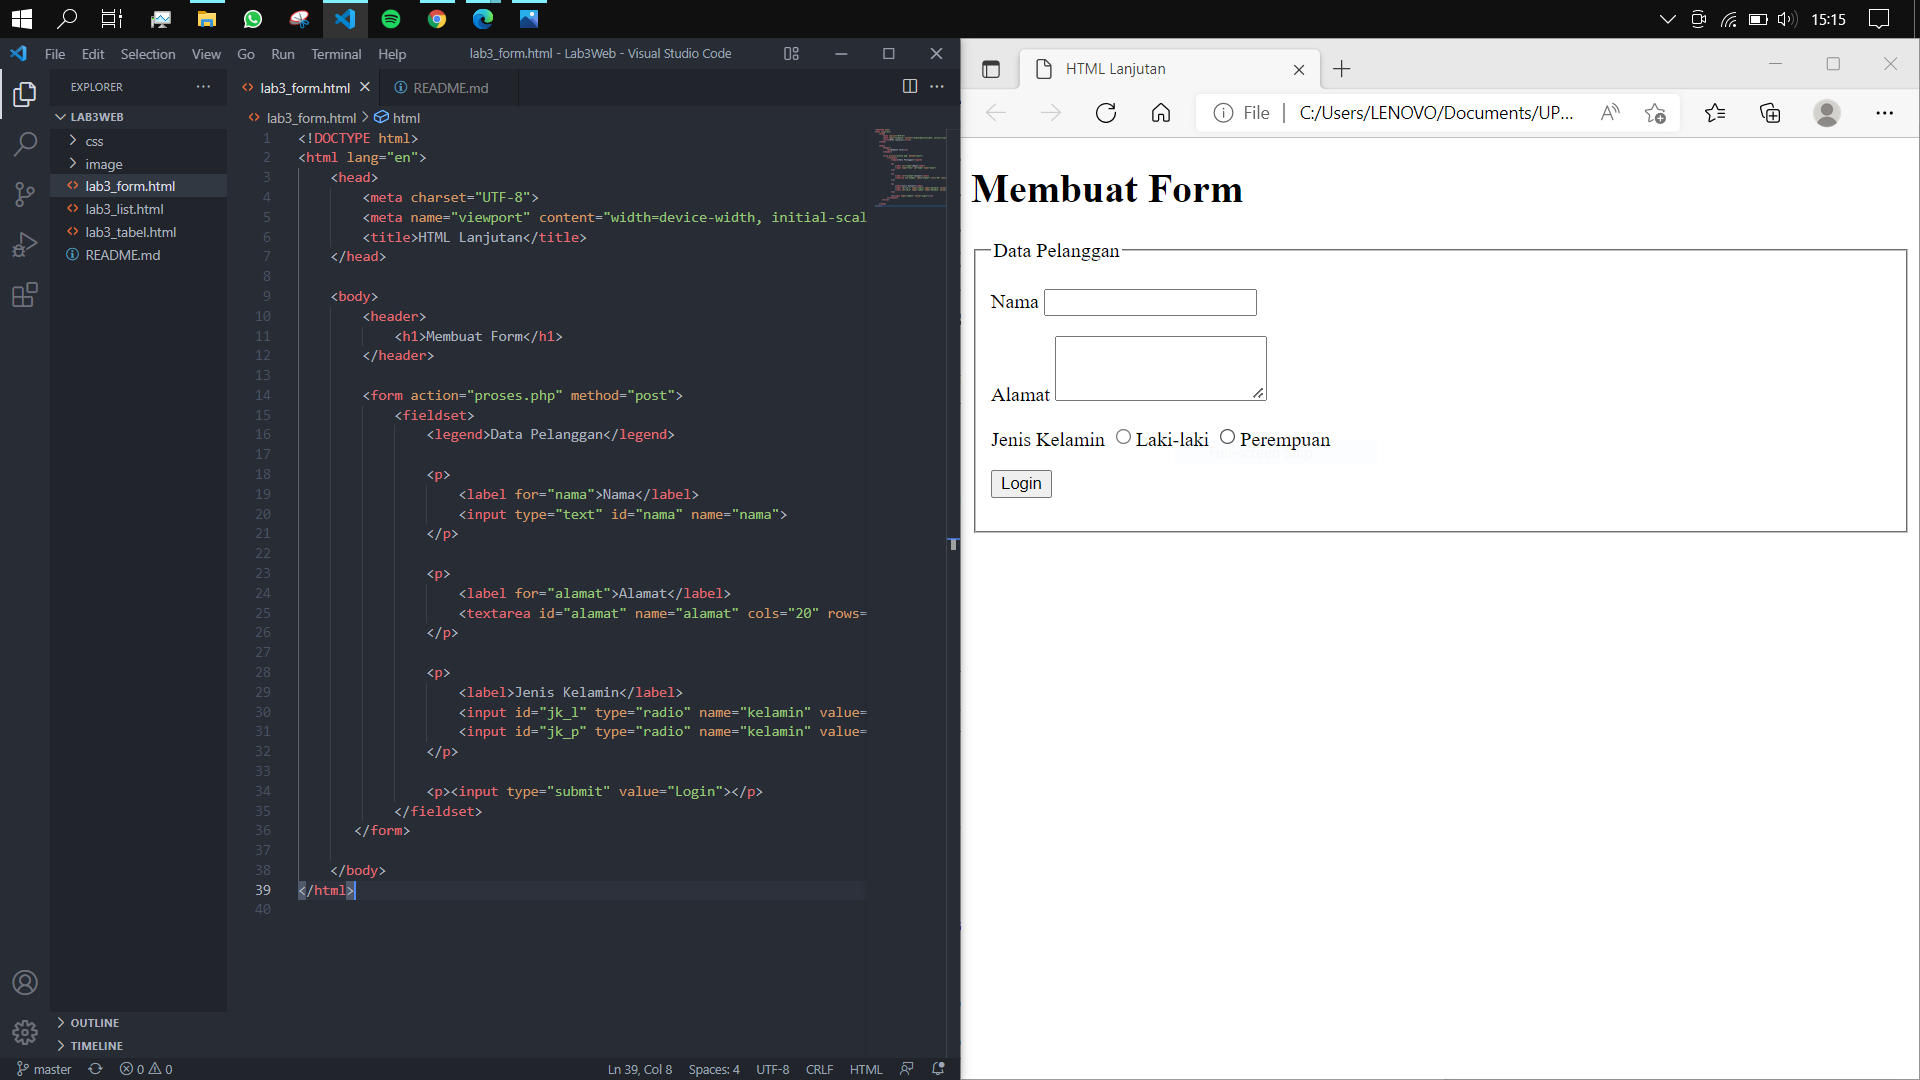 15:15
File Edit Selection View Go Run Terminal Help
lab3_form.html - Lab3Web - Visual Studio Code
EXPLORER
LAB3WEB
css
image
lab3_form.html
lab3_list.html
lab3_tabel.html
README.md
OUTLINE
TIMELINE
lab3_form.html
README.md
lab3_form.html > html
1 <!DOCTYPE html>
2 <html lang="en">
3 <head>
4 <meta charset="UTF-8">
5 <meta name="viewport" content="width=device-width, initial-scal
6 <title>HTML Lanjutan</title>
7 </head>
8
9 <body>
10 <header>
11 <h1>Membuat Form</h1>
12 </header>
13
14 <form action="proses.php" method="post">
15 <fieldset>
16 <legend>Data Pelanggan</legend>
17
18 <p>
19 <label for="nama">Nama</label>
20 <input type="text" id="nama" name="nama">
21 </p>
22
23 <p>
24 <label for="alamat">Alamat</label>
25 <textarea id="alamat" name="alamat" cols="20" rows=
26 </p>
27
28 <p>
29 <label>Jenis Kelamin</label>
30 <input id="jk_l" type="radio" name="kelamin" value=
31 <input id="jk_p" type="radio" name="kelamin" value=
32 </p>
33
34 <p><input type="submit" value="Login"></p>
35 </fieldset>
36 </form>
37
38 </body>
39 </html>
40
master
0 0
Ln 39, Col 8
Spaces: 4
UTF-8
CRLF
HTML
HTML Lanjutan
File
C:/Users/LENOVO/Documents/UP...
Membuat Form
Data Pelanggan
Nama
Alamat
Jenis Kelamin Laki-laki Perempuan
Login